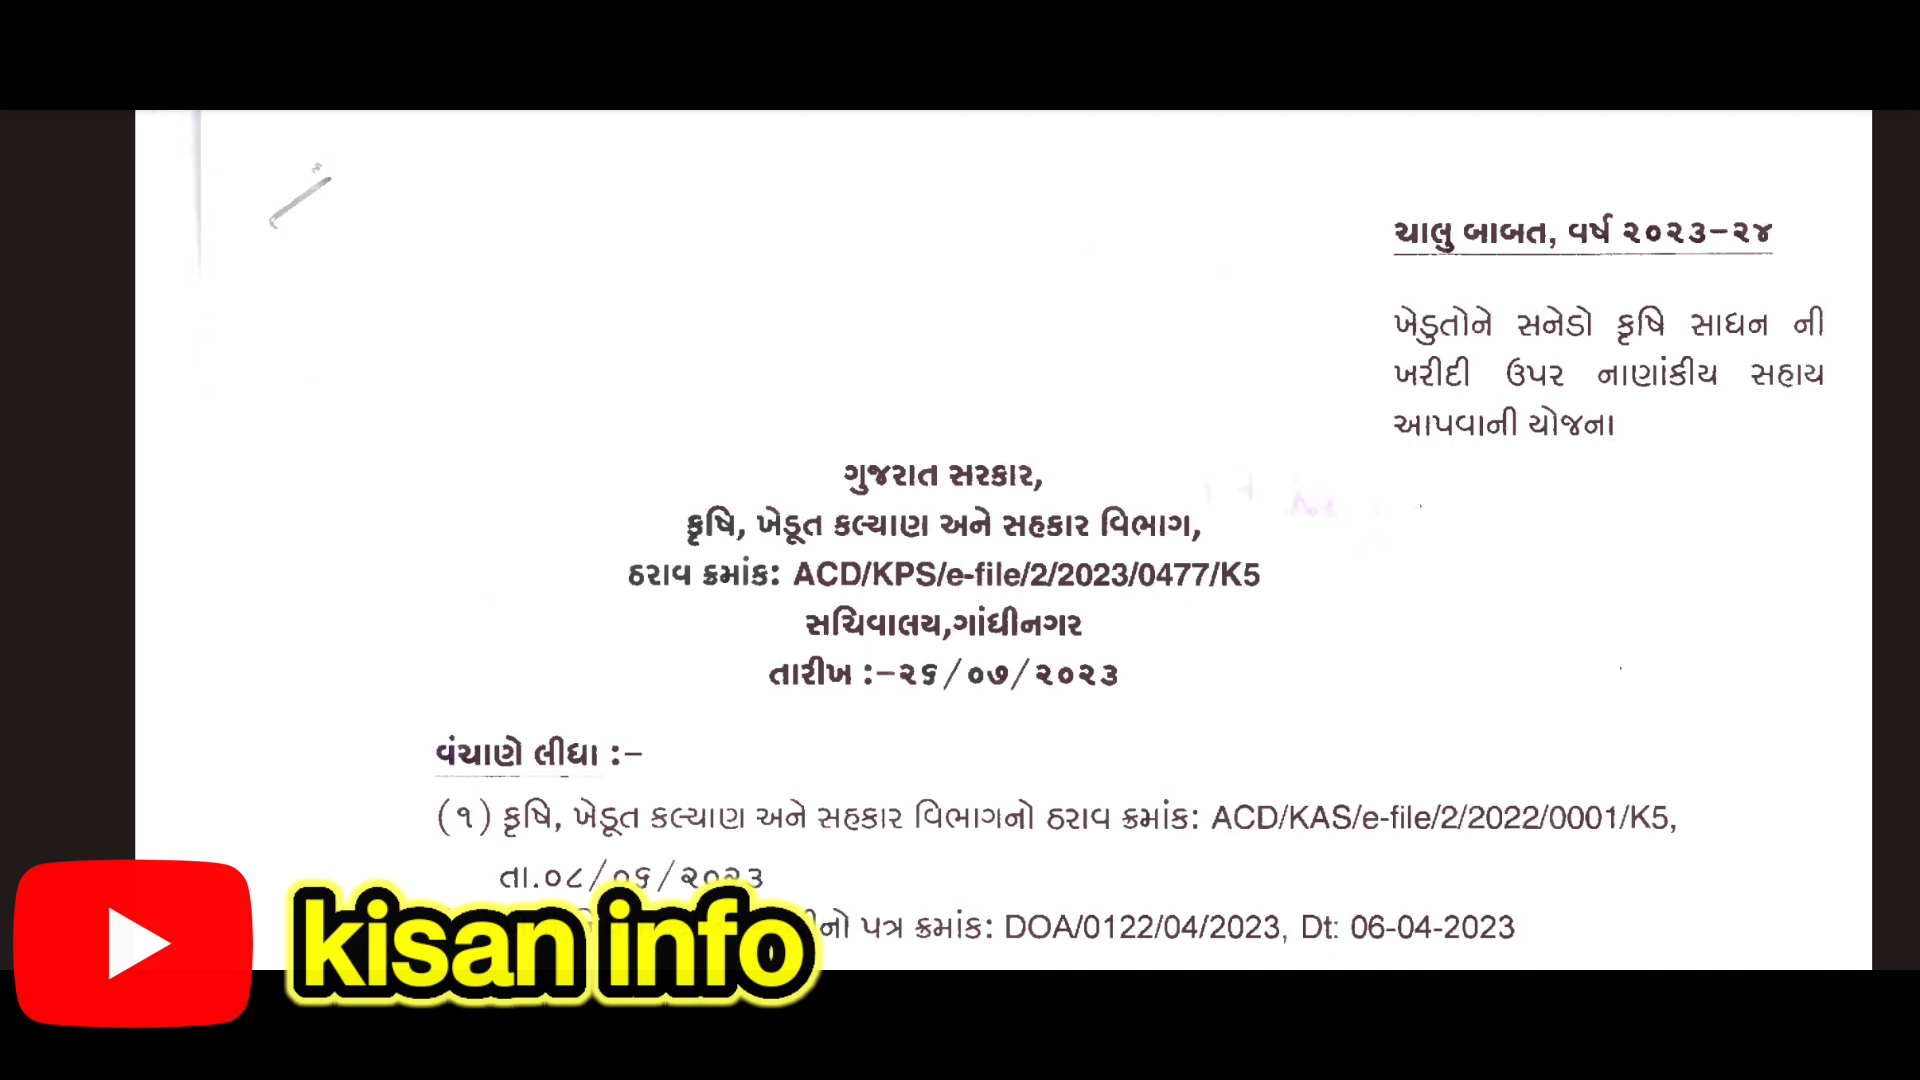 ચાલુ બાબત, વર્ષ ૨૦૨૩-૨૪
ખેડુતોને સનેડો કૃષિ સાધન ની
ખરીદી ઉપર નાણાંકીય સહાય
આપવાની યોજના
ગુજરાત સરકાર,
કૃષિ, ખેડૂત કલ્યાણ અને સહકાર વિભાગ,
ઠરાવ ક્રમાંક: ACD/KPS/e-file/2/2023/0477/K5
સચિવાલય,ગાંધીનગર
તારીખ :-૨૬/૦૭/૨૦૨૩
વંચાણે લીધા :-
(૧) કૃષિ, ખેડૂત કલ્યાણ અને સહકાર વિભાગનો ઠરાવ ક્રમાંક: ACD/KAS/e-file/2/2022/0001/K5,
તા.૦૮/૦૬/૨૦૨૩
પત્ર ક્રમાંક: DOA/0122/04/2023, Dt: 06-04-2023
kisan info